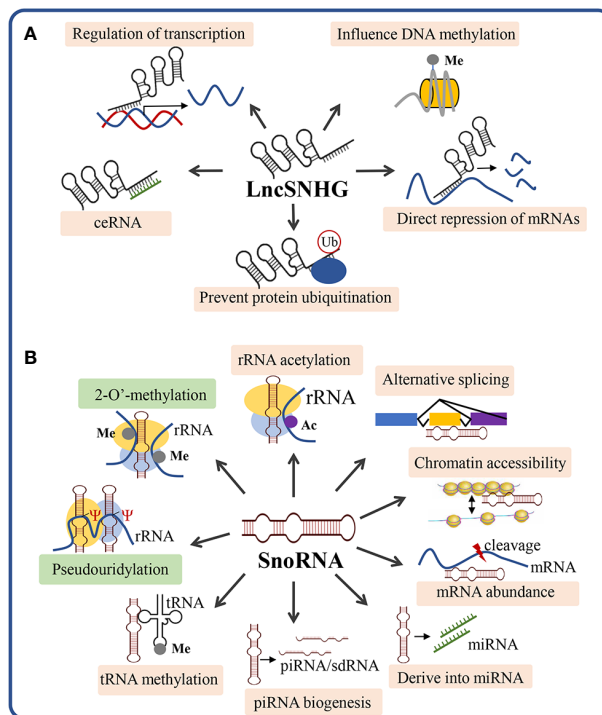 A
Regulation of transcription
Influence DNA methylation
Me
LncSNHG
ceRNA
Direct repression of mRNAs
Ub
Prevent protein ubiquitination
B
rRNA acetylation
2-O’-methylation
Alternative splicing
rRNA
Me
rRNA
Ac
Me
Chromatin accessibility
Ψ
Ψ
rRNA
SnoRNA
cleavage
mRNA
Pseudouridylation
mRNA abundance
tRNA
Me
piRNA/sdRNA
miRNA
tRNA methylation
piRNA biogenesis
Derive into miRNA